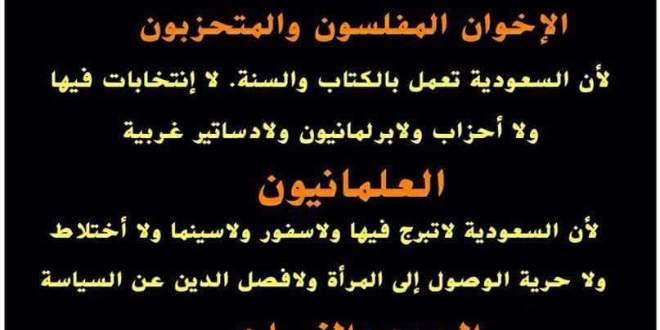 الإخوان المفلسون والمتحزبون
لأن السعودية تعمل بالكتاب والسنة. لا إنتخابات فيها
ولا أحزاب ولابرلمانيون ولادساتير غربية
العلمانيون
لأن السعودية لاتبرج فيها ولاسفور ولاسينما ولا أختلاط
ولا حرية الوصول إلى المرأة ولافصل الدين عن السياسة